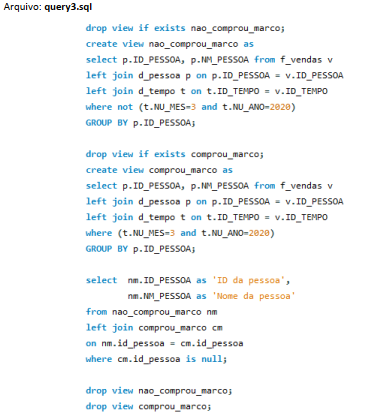 Arquivo: query3.sql
drop view if exists nao_comprou_marco;
create view nao_comprou_marco as
select p.ID_PESSOA, p.NM_PESSOA from f_vendas v
left join d_pessoa p on p.ID_PESSOA = v.ID_PESSOA
left join d_tempo t on t.ID_TEMPO = v.ID_TEMPO
where not (t.NU_MES=3 and t.NU_ANO=2020)
GROUP BY p.ID_PESSOA;
drop view if exists comprou_marco;
create view comprou_marco as
select p.ID_PESSOA, p.NM_PESSOA from f_vendas v
left join d_pessoa p on p.ID_PESSOA = v.ID_PESSOA
left join d_tempo t on t.ID_TEMPO = v.ID_TEMPO
where (t.NU_MES=3 and t.NU_ANO=2020)
GROUP BY p.ID_PESSOA;
select nm.ID_PESSOA as 'ID da pessoa',
nm.NM_PESSOA as 'Nome da pessoa'
from nao_comprou_marco nm
left join comprou_marco cm
on nm.id_pessoa = cm.id_pessoa
where cm.id_pessoa is null;
drop view nao_comprou_marco;
drop view comprou_marco;